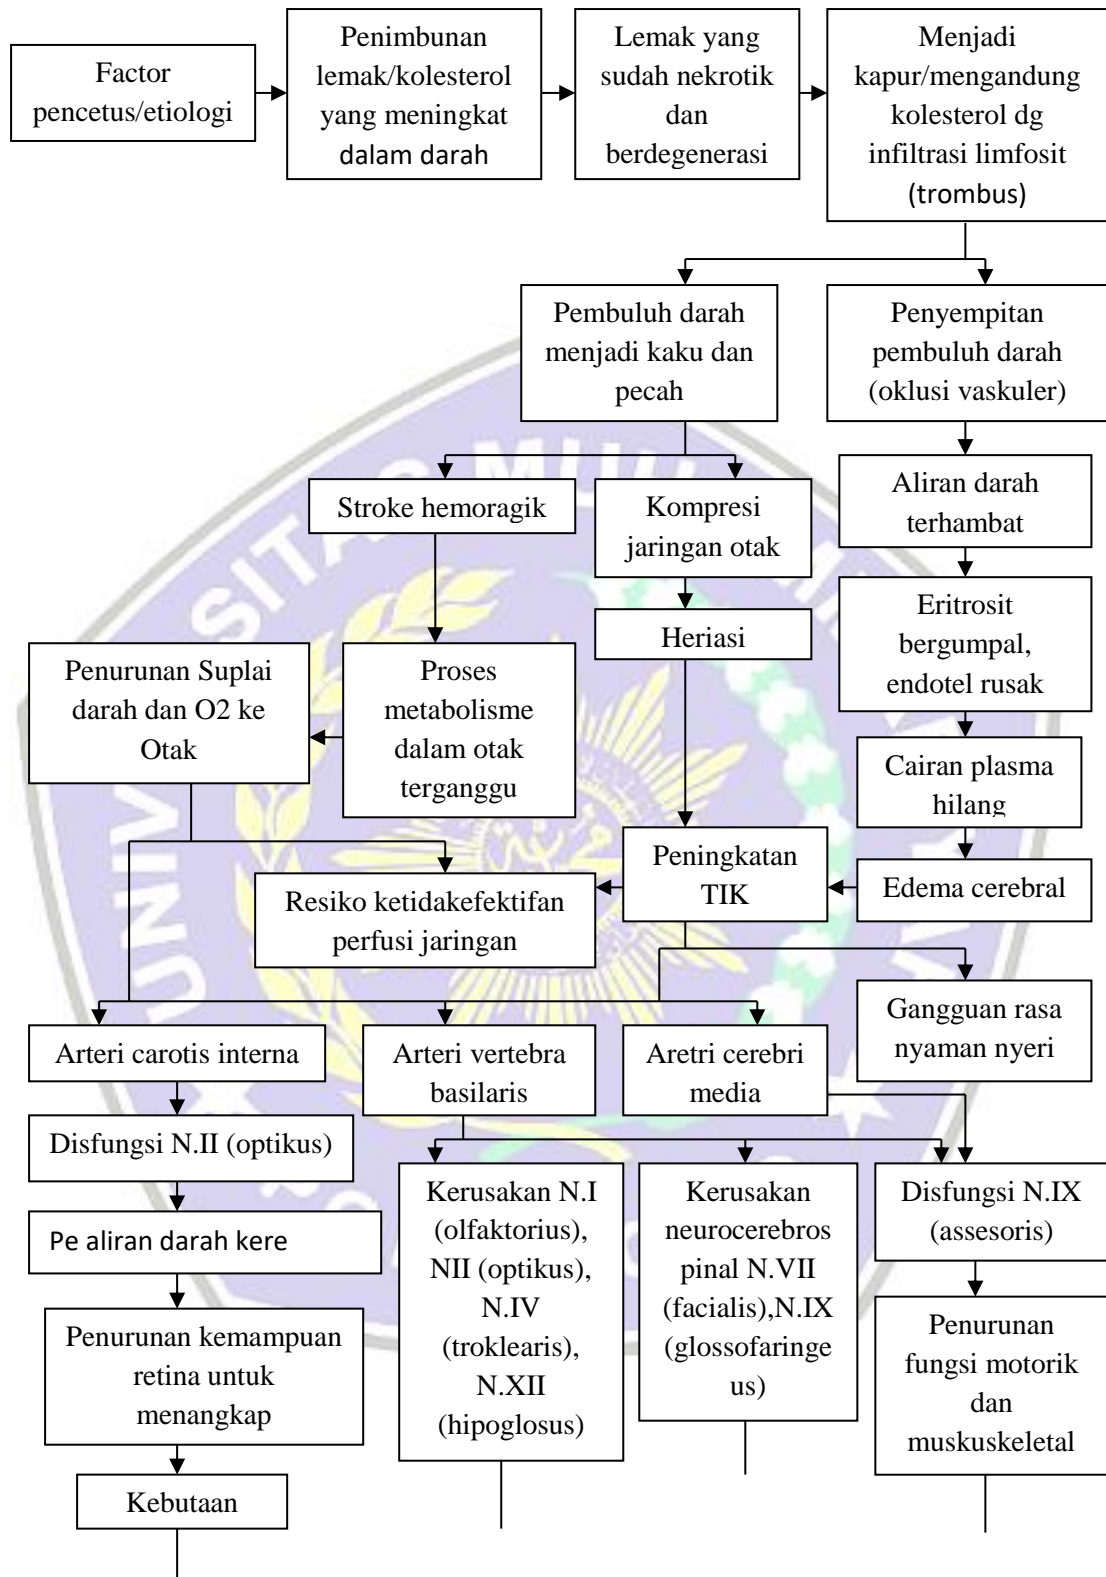 Factor
pencetus/etiologi
Penimbunan
lemak/kolesterol
yang meningkat
dalam darah
Lemak yang
sudah nekrotik
dan
berdegenerasi
Menjadi
kapur/mengandung
kolesterol dg
infiltrasi limfosit
(trombus)
Pembuluh darah
menjadi kaku dan
pecah
Penyempitan
pembuluh darah
(oklusi vaskuler)
Stroke hemoragik
Kompresi
jaringan otak
Aliran darah
terhambat
Heriasi
Eritrosit
bergumpal,
endotel rusak
Penurunan Suplai
darah dan O2 ke
Otak
Proses
metabolisme
dalam otak
terganggu
Cairan plasma
hilang
Peningkatan
TIK
Edema cerebral
Resiko ketidakefektifan
perfusi jaringan
Gangguan rasa
nyaman nyeri
Arteri carotis interna
Arteri vertebra
basilaris
Aretri cerebri
media
Disfungsi N.II (optikus)
Kerusakan N.I
(olfaktorius),
NII (optikus),
N.IV
(troklearis),
N.XII
(hipoglosus)
Kerusakan
neurocerebros
pinal N.VII
(facialis),N.IX
(glossofaringe
us)
Disfungsi N.IX
(assesoris)
Pe aliran darah kere
Penurunan kemampuan
retina untuk
menangkap
Penurunan
fungsi motorik
dan
muskuskeletal
Kebutaan